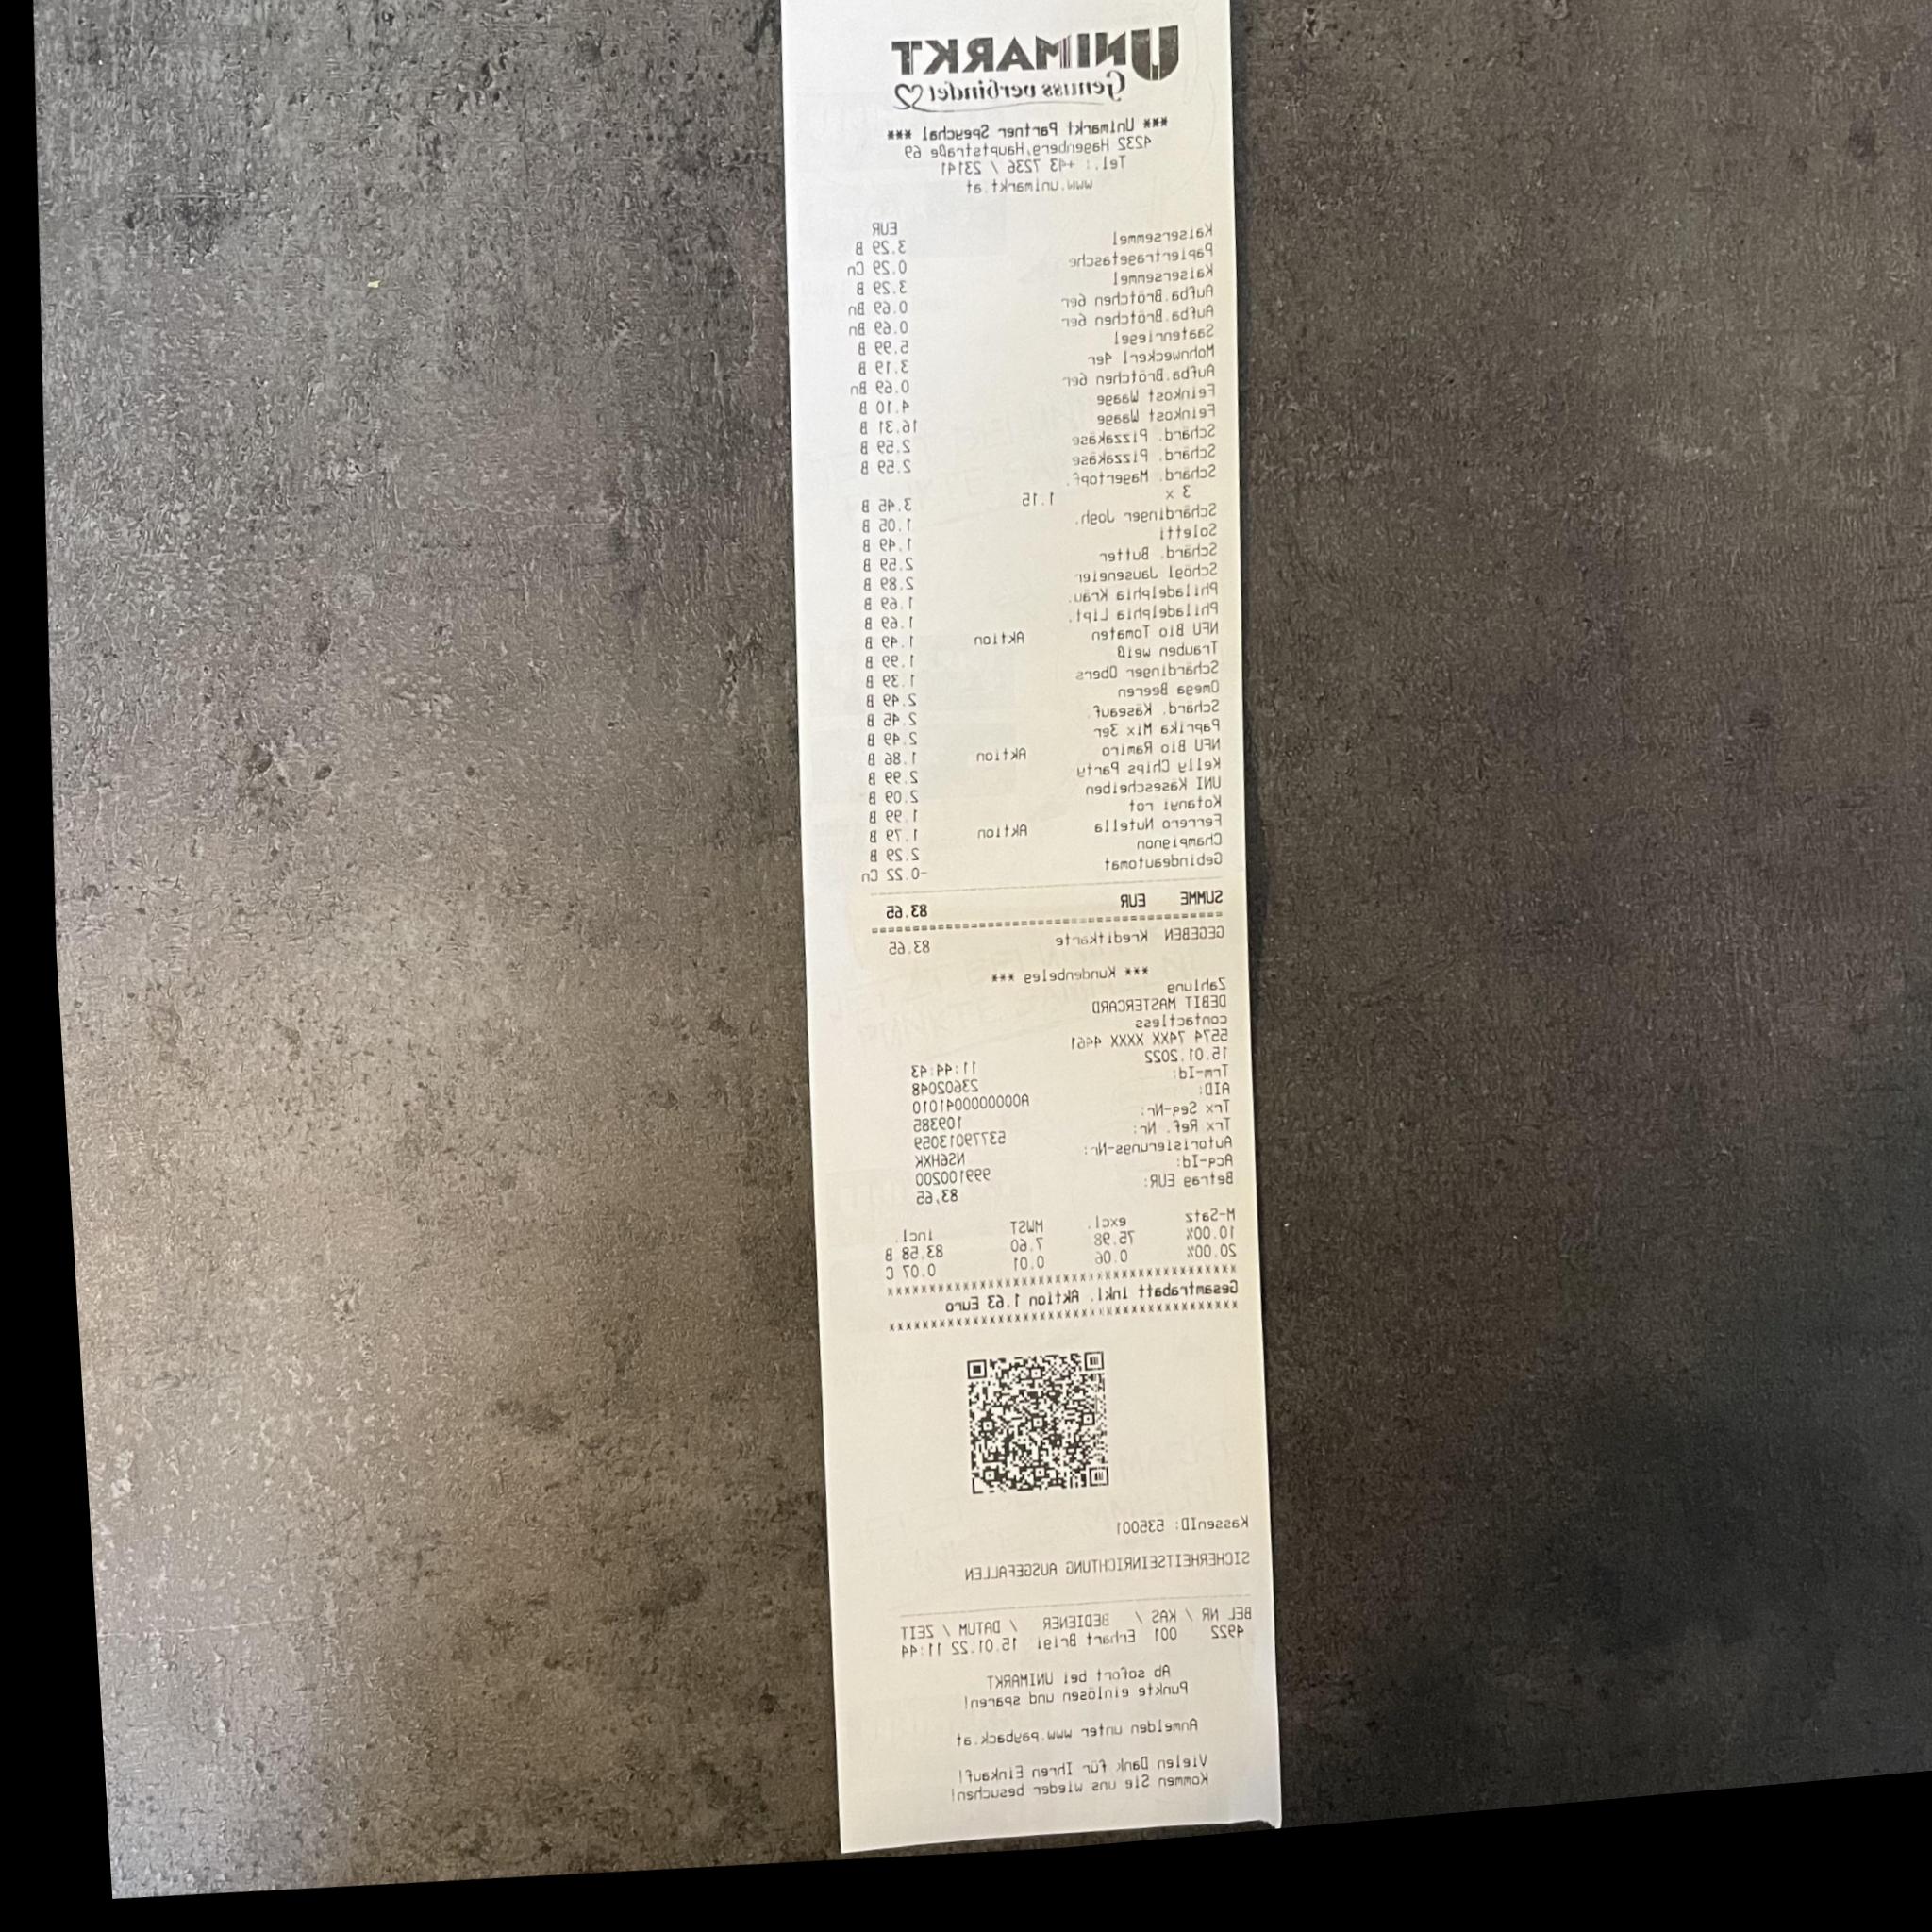 UNIMARKT
Genuss verbindet
*** Unimarkt Partner Speychal ***
4232 Hagenberg,Hauptstraße 69
Tel.: +43 7236 / 23141
www.unimarkt.at
EUR
Kaisersemmel 3.29 B
Papiertragetasche 0.29 Cn
Kaisersemmel 3.29 B
Aufba.Brötchen 6er 0.69 Bn
Aufba.Brötchen 6er 0.69 Bn
Saatenriegel 5.99 B
Mohnweckerl 4er 3.19 B
Aufba.Brötchen 6er 0.69 Bn
Feinkost Waage 4.10 B
Feinkost Waage 16.31 B
Schärd. Pizzakäse 2.59 B
Schärd. Pizzakäse 2.59 B
Schärd. Magertopf.
3 x 1.15 3.45 B
Schärdinger Jogh. 1.05 B
Soletti 1.49 B
Schärd. Butter 2.59 B
Schögl Jauseneier 2.89 B
Philadelphia Kräu. 1.69 B
Philadelphia Lipt. 1.69 B
NFU Bio Tomaten Aktion 1.49 B
Trauben weiß 1.99 B
Schärdinger Obers 1.39 B
Omega Beeren 2.49 B
Schärd. Käseauf 2.45 B
Paprika Mix 3er 2.49 B
NFU Bio Ramiro Aktion 1.86 B
Kelly Chips Party 2.99 B
UNI Käsescheiben 2.09 B
Kotanyi rot 1.99 B
Ferrero Nutella Aktion 1.79 B
Champignon 2.29 B
Gebindeautomat -0.22 Cn
SUMME EUR 83.65
GEGEBEN Kreditkarte 83.65
*** Kundenbeleg ***
Zahlung
DEBIT MASTERCARD
contactless
5574 74XX XXXX 4461
15.01.2022 11:44:43
Trm-Id: 23602048
AID: A0000000041010
Trx Seq-Nr: 109385
Trx Ref. Nr: 53779013059
Autorisierungs-Nr: NS6HXK
Acq-Id: 999100200
Betrag EUR: 83,65
M-Satz excl. MWST incl.
10.00% 75.98 7.60 83.58 B
20.00% 0.06 0.01 0.07 C
xxxxxxxxxxxxxxxxxxxxxxxxxxxxxxxxxxxxxxxxxx
Gesamtrabatt inkl. Aktion 1.63 Euro
xxxxxxxxxxxxxxxxxxxxxxxxxxxxxxxxxxxxxxxxxx
KassenID: 535001
SICHERHEITSEINRICHTUNG AUSGEFALLEN
BEL NR / KAS / BEDIENER / DATUM / ZEIT
4922 001 Erhart Brigi 15.01.22 11:44
Ab sofort bei UNIMARKT
Punkte einlösen und sparen!
Anmelden unter www.payback.at
Vielen Dank für Ihren Einkauf!
Kommen Sie uns wieder besuchen!